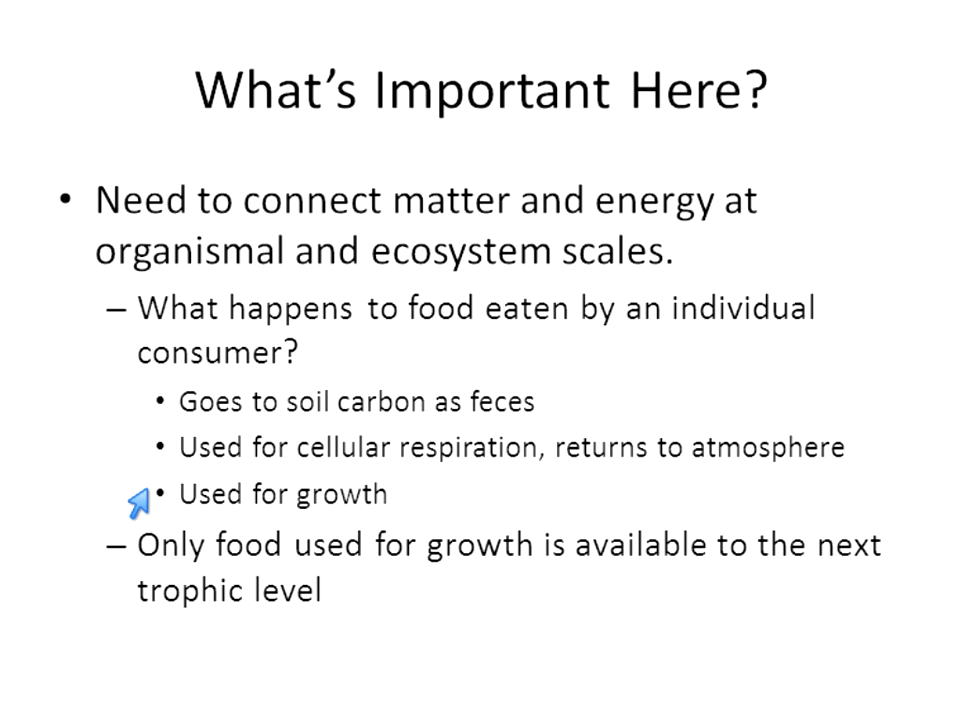 What’s Important Here?
• Need to connect matter and energy at
organismal and ecosystem scales.
– What happens to food eaten by an individual
consumer?
• Goes to soil carbon as feces
• Used for cellular respiration, returns to atmosphere
• Used for growth
– Only food used for growth is available to the next
trophic level